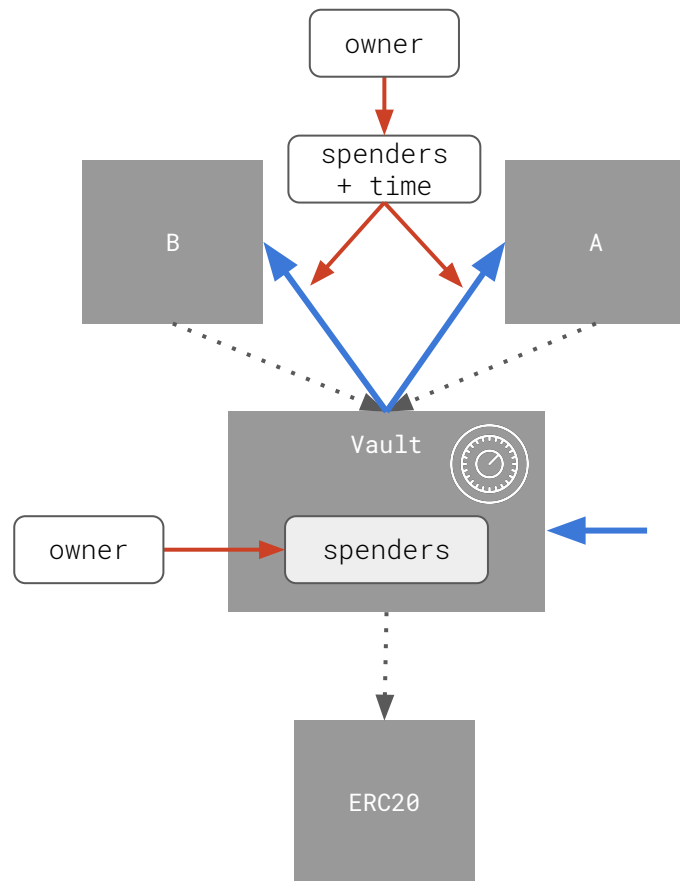 owner
spenders
+ time
B
A
Vault
owner
spenders
ERC20